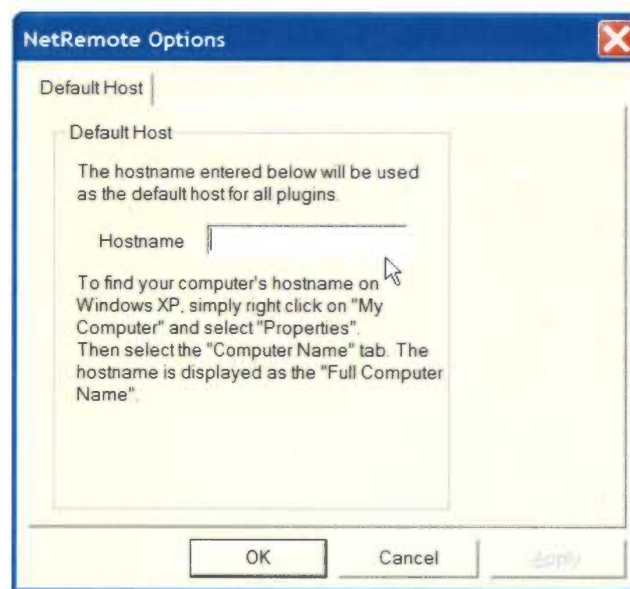 NetRemote Options
Default Host
Default Host
The hostname entered below will be used
as the default host for all plugins.
Hostname
To find your computer's hostname on
Windows XP, simply right click on "My
Computer" and select "Properties".
Then select the "Computer Name" tab. The
hostname is displayed as the "Full Computer
Name".
OK Cancel Apply